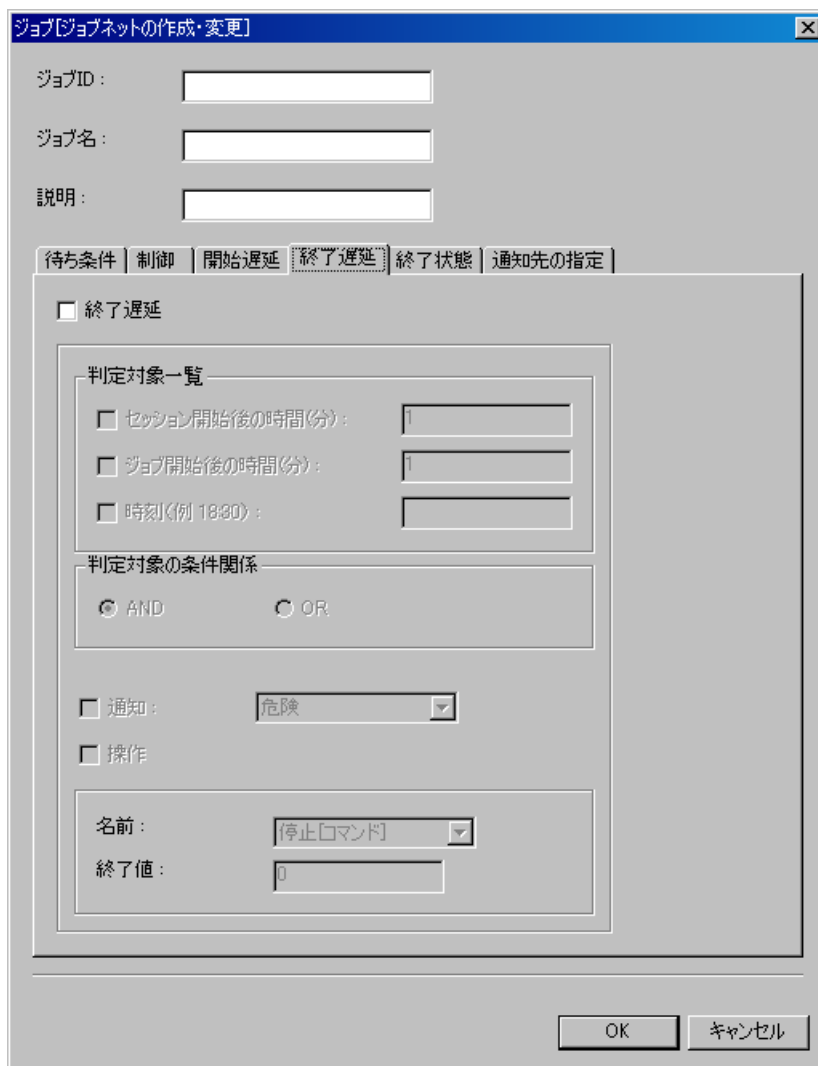 ジョブ[ジョブネットの作成・変更]
ジョブID :
ジョブ名 :
説明 :
待ち条件 制御 開始遅延 終了遅延 終了状態 通知先の指定
終了遅延
判定対象一覧
セッション開始後の時間(分) : 1
ジョブ開始後の時間(分) : 1
時刻(例 18:30) :
判定対象の条件関係
AND OR
通知 : 危険
操作
名前 : 停止[コマンド]
終了値 : 0
OK キャンセル